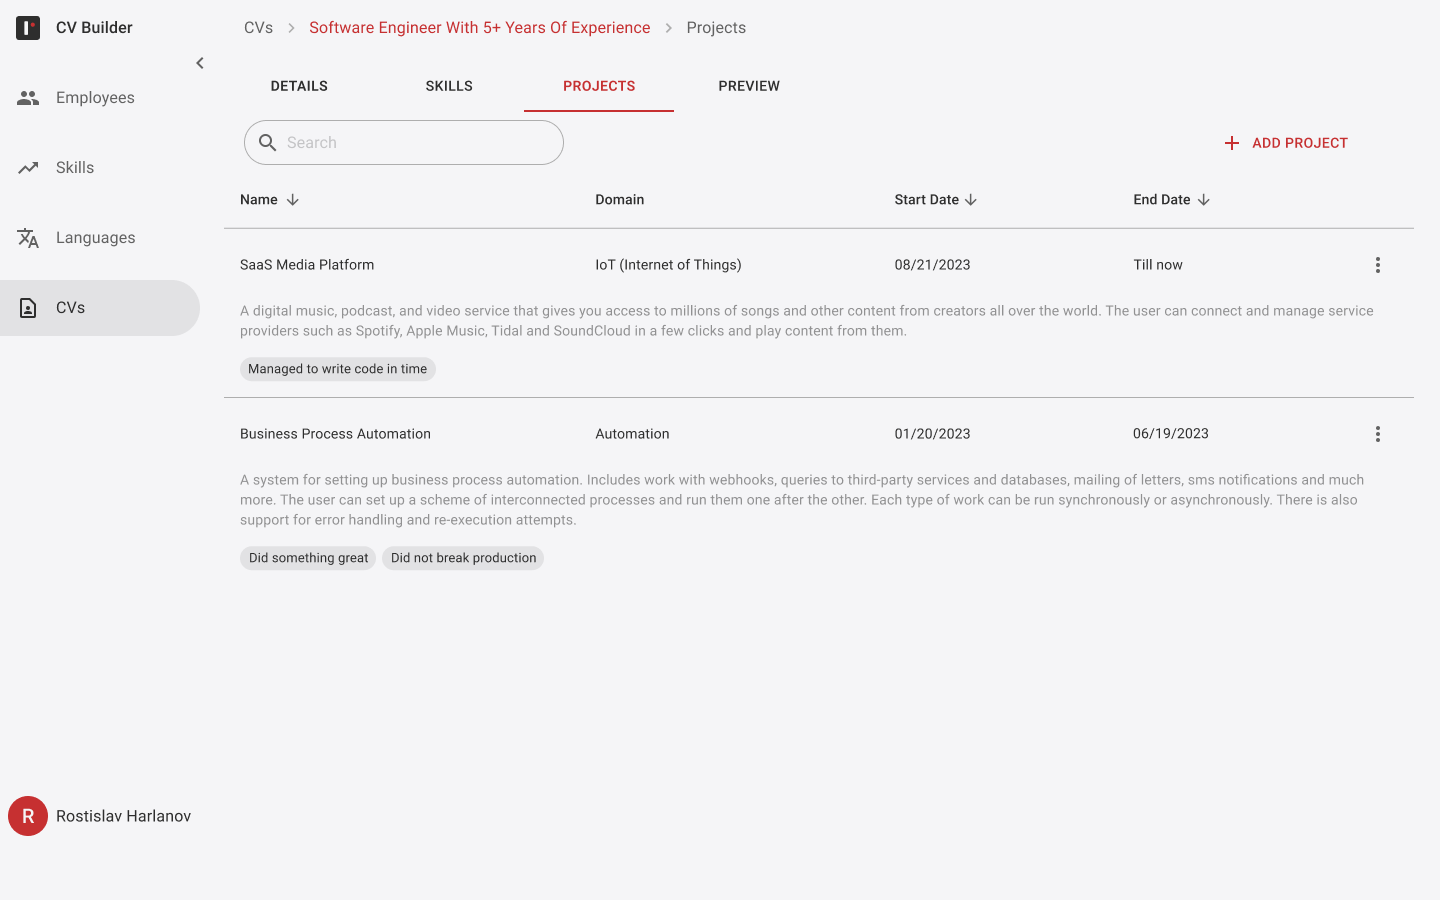 CV Builder
CVs
Software Engineer With 5+ Years Of Experience
Projects
Employees
Skills
Languages
CVs
DETAILS
SKILLS
PROJECTS
PREVIEW
Search
ADD PROJECT
Name
Domain
Start Date
End Date
SaaS Media Platform
IoT (Internet of Things)
08/21/2023
Till now
A digital music, podcast, and video service that gives you access to millions of songs and other content from creators all over the world. The user can connect and manage service
providers such as Spotify, Apple Music, Tidal and SoundCloud in a few clicks and play content from them.
Managed to write code in time
Business Process Automation
Automation
01/20/2023
06/19/2023
A system for setting up business process automation. Includes work with webhooks, queries to third-party services and databases, mailing of letters, sms notifications and much
more. The user can set up a scheme of interconnected processes and run them one after the other. Each type of work can be run synchronously or asynchronously. There is also
support for error handling and re-execution attempts.
Did something great
Did not break production
R
Rostislav Harlanov